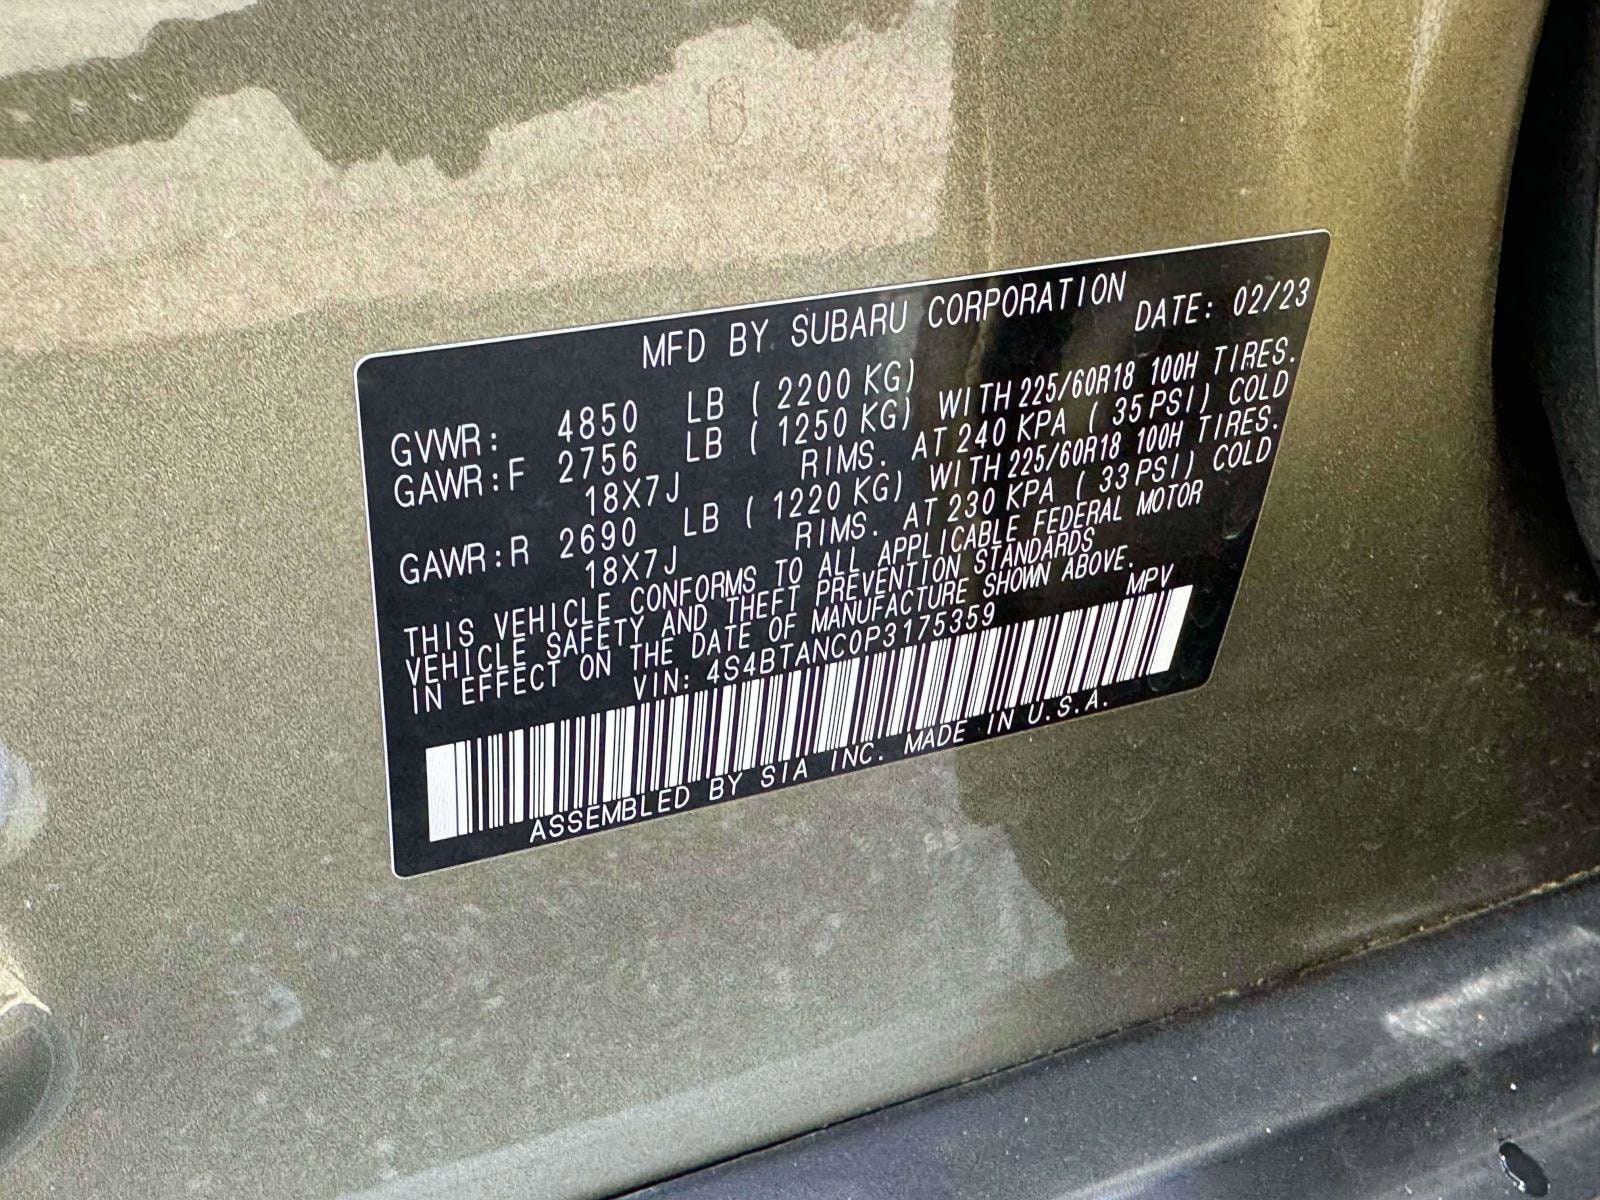 MFD BY SUBARU CORPORATION DATE: 02/23
GVWR: 4850 LB ( 2200 KG)
GAWR:F 2756 LB ( 1250 KG) WITH 225/60R18 100H TIRES.
18X7J RIMS. AT 240 KPA ( 35 PSI) COLD
GAWR:R 2690 LB ( 1220 KG) WITH 225/60R18 100H TIRES.
18X7J RIMS. AT 230 KPA ( 33 PSI) COLD
THIS VEHICLE CONFORMS TO ALL APPLICABLE FEDERAL MOTOR
VEHICLE SAFETY AND THEFT PREVENTION STANDARDS
IN EFFECT ON THE DATE OF MANUFACTURE SHOWN ABOVE.
VIN: 4S4BTANC0P3175359 MPV
ASSEMBLED BY SIA INC. MADE IN U.S.A.